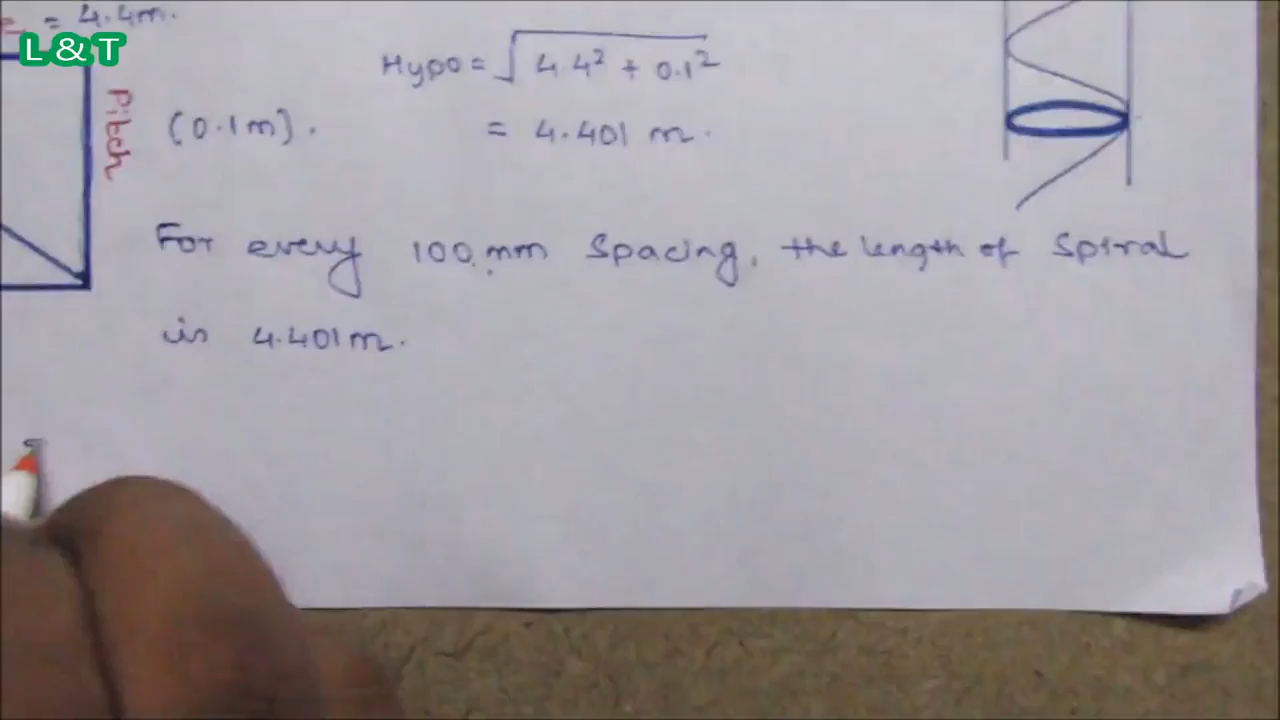 = 4.4m.
L & T
Hypo = √4.4² + 0.1²
Pitch
(0.1m).
= 4.401 m.
For every 100 mm Spacing, the length of Spiral
is 4.401m.